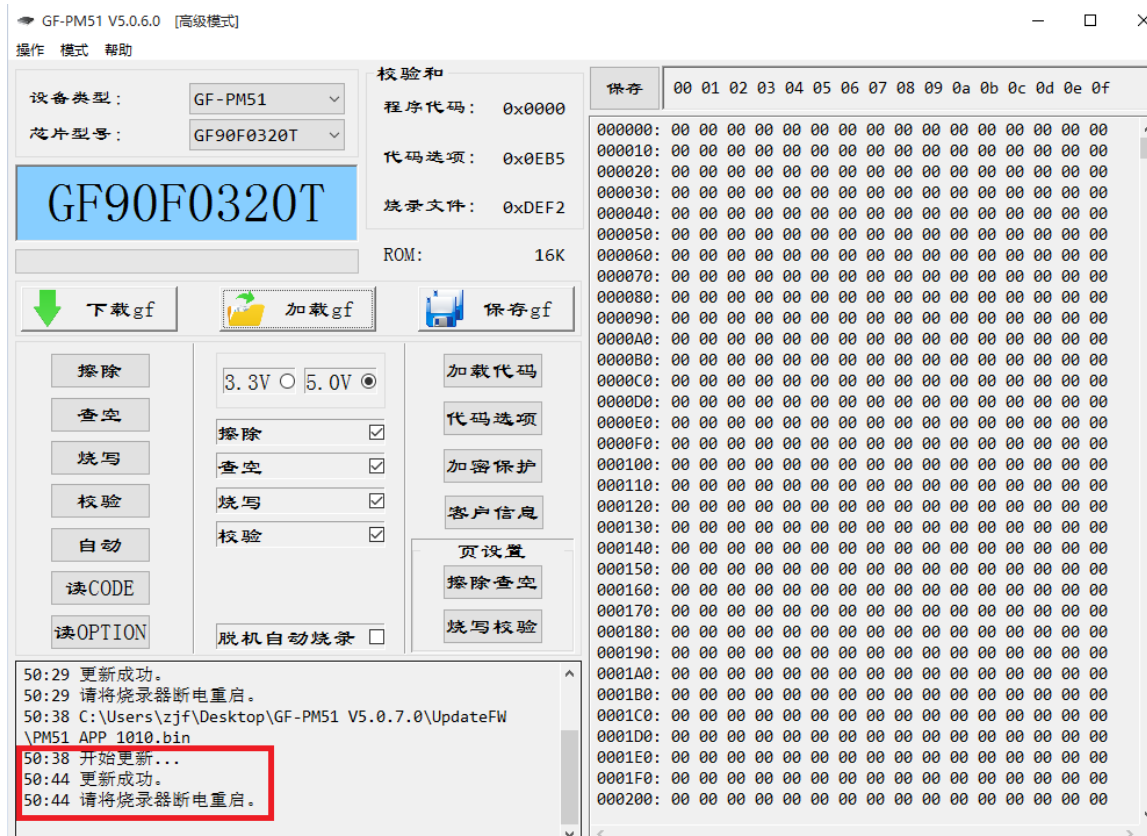 GF-PM51 V5.0.6.0 [高级模式]
操作 模式 帮助
设备类型: GF-PM51
芯片型号: GF90F0320T
GF90F0320T
校验和
程序代码: 0x0000
代码选项: 0x0EB5
烧录文件: 0xDEF2
ROM: 16K
下载gf 加载gf 保存gf
擦除
查空
烧写
校验
自动
读CODE
读OPTION
3.3V 5.0V
擦除
查空
烧写
校验
脱机自动烧录
加载代码
代码选项
加密保护
客户信息
页设置
擦除查空
烧写校验
50:29 更新成功。
50:29 请将烧录器断电重启。
50:38 C:\Users\zjf\Desktop\GF-PM51 V5.0.7.0\UpdateFW
\PM51 APP 1010.bin
50:38 开始更新...
50:44 更新成功。
50:44 请将烧录器断电重启。
保存 00 01 02 03 04 05 06 07 08 09 0a 0b 0c 0d 0e 0f
000000: 00 00 00 00 00 00 00 00 00 00 00 00 00 00 00 00
000010: 00 00 00 00 00 00 00 00 00 00 00 00 00 00 00 00
000020: 00 00 00 00 00 00 00 00 00 00 00 00 00 00 00 00
000030: 00 00 00 00 00 00 00 00 00 00 00 00 00 00 00 00
000040: 00 00 00 00 00 00 00 00 00 00 00 00 00 00 00 00
000050: 00 00 00 00 00 00 00 00 00 00 00 00 00 00 00 00
000060: 00 00 00 00 00 00 00 00 00 00 00 00 00 00 00 00
000070: 00 00 00 00 00 00 00 00 00 00 00 00 00 00 00 00
000080: 00 00 00 00 00 00 00 00 00 00 00 00 00 00 00 00
000090: 00 00 00 00 00 00 00 00 00 00 00 00 00 00 00 00
0000A0: 00 00 00 00 00 00 00 00 00 00 00 00 00 00 00 00
0000B0: 00 00 00 00 00 00 00 00 00 00 00 00 00 00 00 00
0000C0: 00 00 00 00 00 00 00 00 00 00 00 00 00 00 00 00
0000D0: 00 00 00 00 00 00 00 00 00 00 00 00 00 00 00 00
0000E0: 00 00 00 00 00 00 00 00 00 00 00 00 00 00 00 00
0000F0: 00 00 00 00 00 00 00 00 00 00 00 00 00 00 00 00
000100: 00 00 00 00 00 00 00 00 00 00 00 00 00 00 00 00
000110: 00 00 00 00 00 00 00 00 00 00 00 00 00 00 00 00
000120: 00 00 00 00 00 00 00 00 00 00 00 00 00 00 00 00
000130: 00 00 00 00 00 00 00 00 00 00 00 00 00 00 00 00
000140: 00 00 00 00 00 00 00 00 00 00 00 00 00 00 00 00
000150: 00 00 00 00 00 00 00 00 00 00 00 00 00 00 00 00
000160: 00 00 00 00 00 00 00 00 00 00 00 00 00 00 00 00
000170: 00 00 00 00 00 00 00 00 00 00 00 00 00 00 00 00
000180: 00 00 00 00 00 00 00 00 00 00 00 00 00 00 00 00
000190: 00 00 00 00 00 00 00 00 00 00 00 00 00 00 00 00
0001A0: 00 00 00 00 00 00 00 00 00 00 00 00 00 00 00 00
0001B0: 00 00 00 00 00 00 00 00 00 00 00 00 00 00 00 00
0001C0: 00 00 00 00 00 00 00 00 00 00 00 00 00 00 00 00
0001D0: 00 00 00 00 00 00 00 00 00 00 00 00 00 00 00 00
0001E0: 00 00 00 00 00 00 00 00 00 00 00 00 00 00 00 00
0001F0: 00 00 00 00 00 00 00 00 00 00 00 00 00 00 00 00
000200: 00 00 00 00 00 00 00 00 00 00 00 00 00 00 00 00